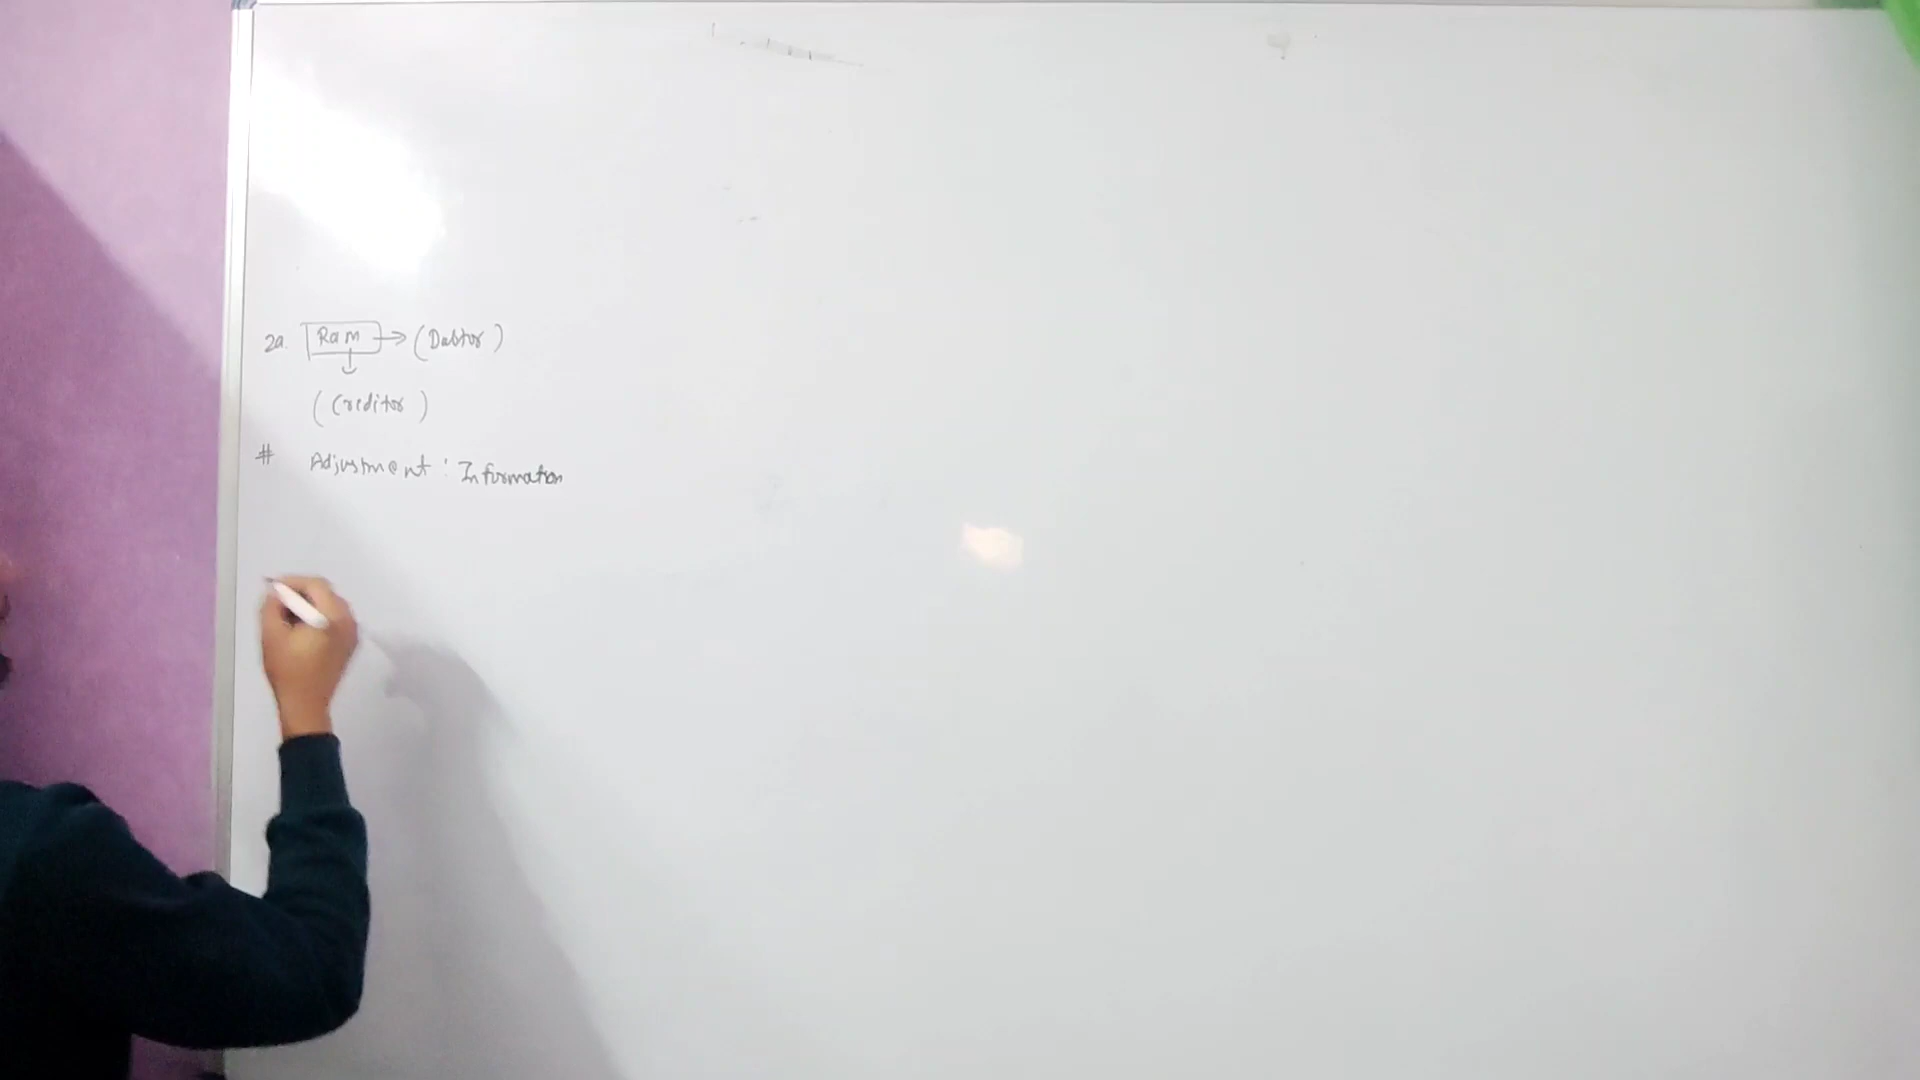 2a. Ram → (Debtor)
(Creditor)
# Adjustment : Information